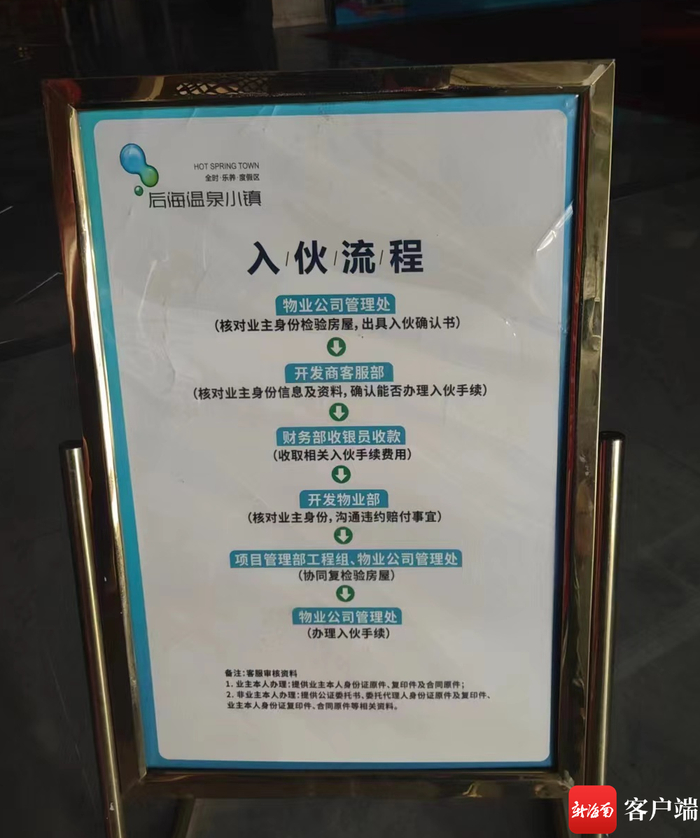 HOT SPRING TOWN
全时·乐养·度假区
后海温泉小镇
入/伙/流/程
物业公司管理处
(核对业主身份检验房屋,出具入伙确认书)
开发商客服部
(核对业主身份信息及资料,确认能否办理入伙手续)
财务部收银员收款
(收取相关入伙手续费用)
开发物业部
(核对业主身份,沟通违约赔付事宜)
项目管理部工程组、物业公司管理处
(协同复检验房屋)
物业公司管理处
(办理入伙手续)
备注:客服审核资料
1. 业主本人办理:提供业主本人身份证原件、复印件及合同原件;
2. 非业主本人办理:提供公证委托书、委托代理人身份证原件及复印件、
业主本人身份证复印件、合同原件等相关资料。
新海南 客户端